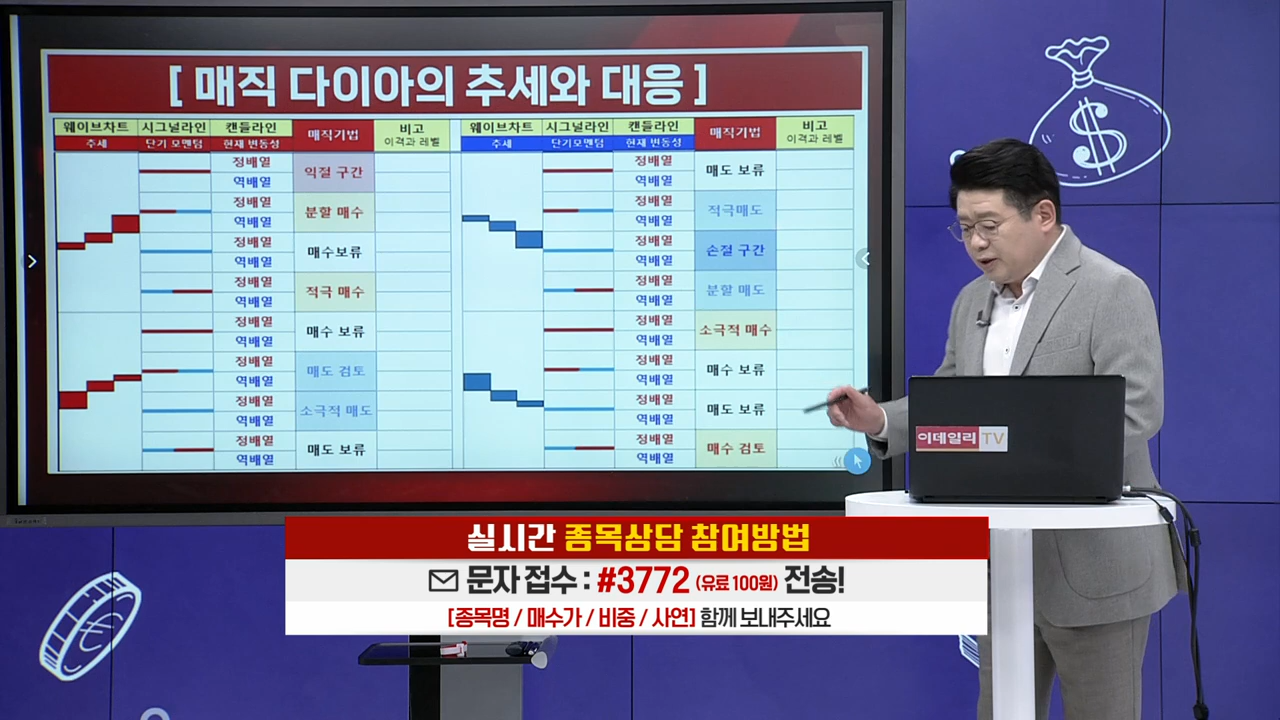 [ 매직 다이아의 추세와 대응 ]
웨이브차트 시그널라인 캔들라인 매직기법 비고
추세 단기 모멘텀 현재 변동성 이격과 레벨
정배열 익절 구간
역배열
정배열 분할 매수
역배열
정배열 매수보류
역배열
정배열 적극 매수
역배열
정배열 매수 보류
역배열
정배열 매도 검토
역배열
정배열 소극적 매도
역배열
정배열 매도 보류
역배열
웨이브차트 시그널라인 캔들라인 매직기법 비고
추세 단기 모멘텀 현재 변동성 이격과 레벨
정배열 매도 보류
역배열
정배열 적극매도
역배열
정배열 손절 구간
역배열
정배열 분할 매도
역배열
정배열 소극적 매수
역배열
정배열 매수 보류
역배열
정배열 매도 보류
역배열
정배열 매수 검토
역배열
이데일리 TV
실시간 종목상담 참여방법
문자 접수 : #3772 (유료 100원) 전송!
[종목명 / 매수가 / 비중 / 사연] 함께 보내주세요